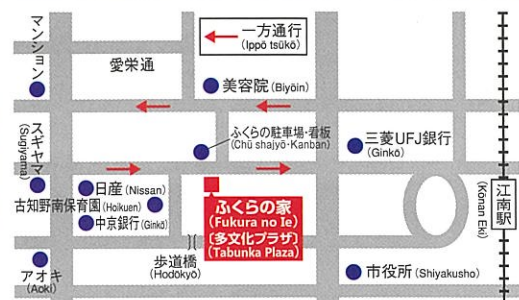 マンション
一方通行
(Ippō tsūkō)
愛栄通
美容院(Biyōin)
ふくらの駐車場・看板
(Chū shajyō・Kanban)
三菱UFJ銀行
(Ginkō)
スギヤマ
(Sugiyama)
日産(Nissan)
古知野南保育園(Hoikuen)
中京銀行(Ginkō)
ふくらの家
(Fukura no Ie)
〔多文化プラザ〕
(Tabunka Plaza)
江南駅
(Kōnan Eki)
歩道橋
(Hodōkyō)
アオキ
(Aoki)
市役所(Shiyakusho)